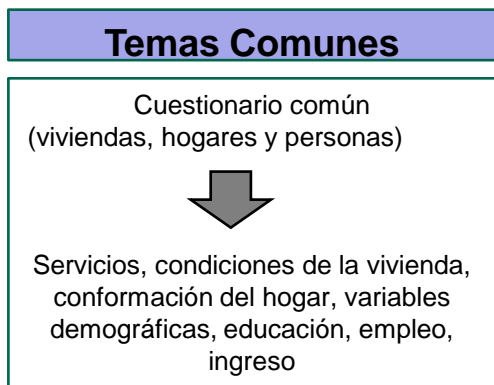 Temas Comunes
Cuestionario común
(viviendas, hogares y personas)
Servicios, condiciones de la vivienda,
conformación del hogar, variables
demográficas, educación, empleo,
ingreso